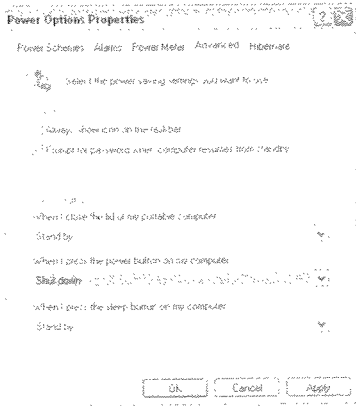 Power Options Properties
Power Schemes Alarms Power Meter Advanced Hibernate
Select the power-saving settings you want to use.
Always show icon on the taskbar
Prompt for password when computer resumes from standby
When I close the lid of my portable computer:
Stand by
When I press the power button on my computer:
Shut down
When I press the sleep button on my computer:
Stand by
OK Cancel Apply